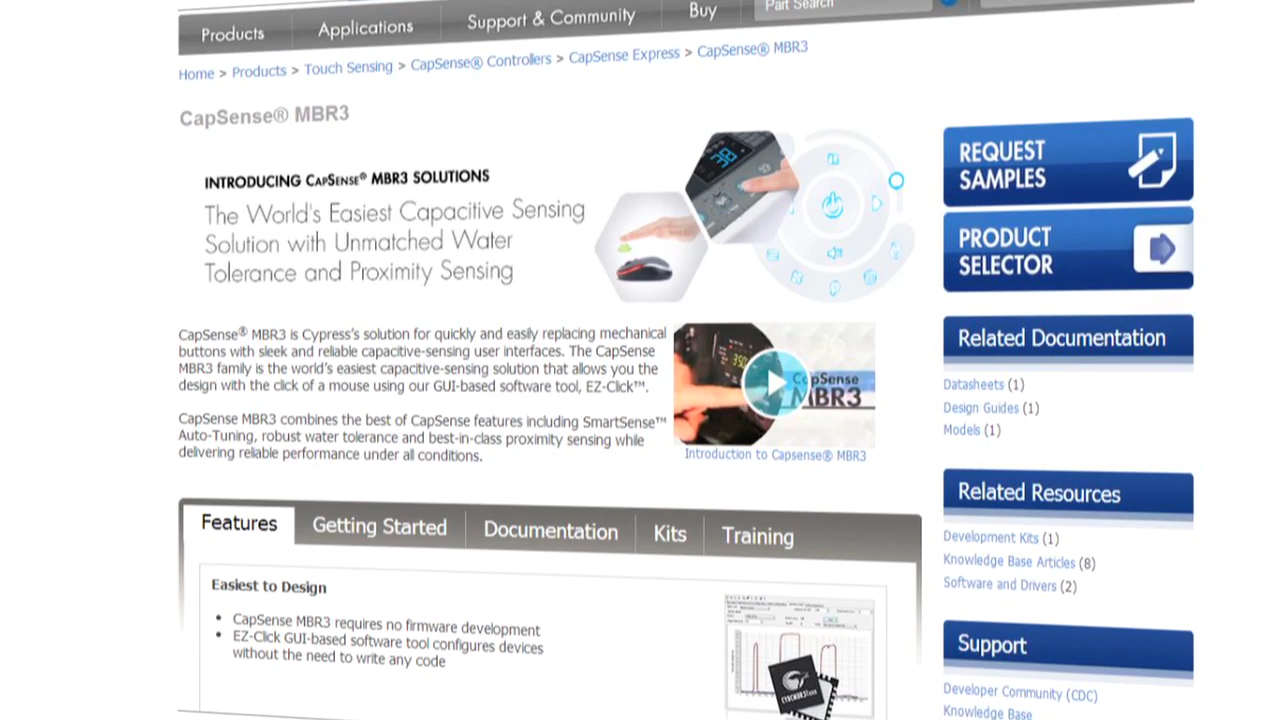 Products
Applications
Support & Community
Buy
Part Search
Home > Products > Touch Sensing > CapSense® Controllers > CapSense Express > CapSense® MBR3
CapSense® MBR3
INTRODUCING CAPSENSE® MBR3 SOLUTIONS
The World's Easiest Capacitive Sensing
Solution with Unmatched Water
Tolerance and Proximity Sensing
REQUEST
SAMPLES
PRODUCT
SELECTOR
CapSense® MBR3 is Cypress's solution for quickly and easily replacing mechanical
buttons with sleek and reliable capacitive-sensing user interfaces. The CapSense
MBR3 family is the world's easiest capacitive-sensing solution that allows you the
design with the click of a mouse using our GUI-based software tool, EZ-Click™.
CapSense MBR3 combines the best of CapSense features including SmartSense™
Auto-Tuning, robust water tolerance and best-in-class proximity sensing while
delivering reliable performance under all conditions.
CapSense
MBR3
Introduction to Capsense® MBR3
Related Documentation
Datasheets (1)
Design Guides (1)
Models (1)
Related Resources
Development Kits (1)
Knowledge Base Articles (8)
Software and Drivers (2)
Support
Developer Community (CDC)
Knowledge Base
Features
Getting Started
Documentation
Kits
Training
Easiest to Design
• CapSense MBR3 requires no firmware development
• EZ-Click GUI-based software tool configures devices
without the need to write any code